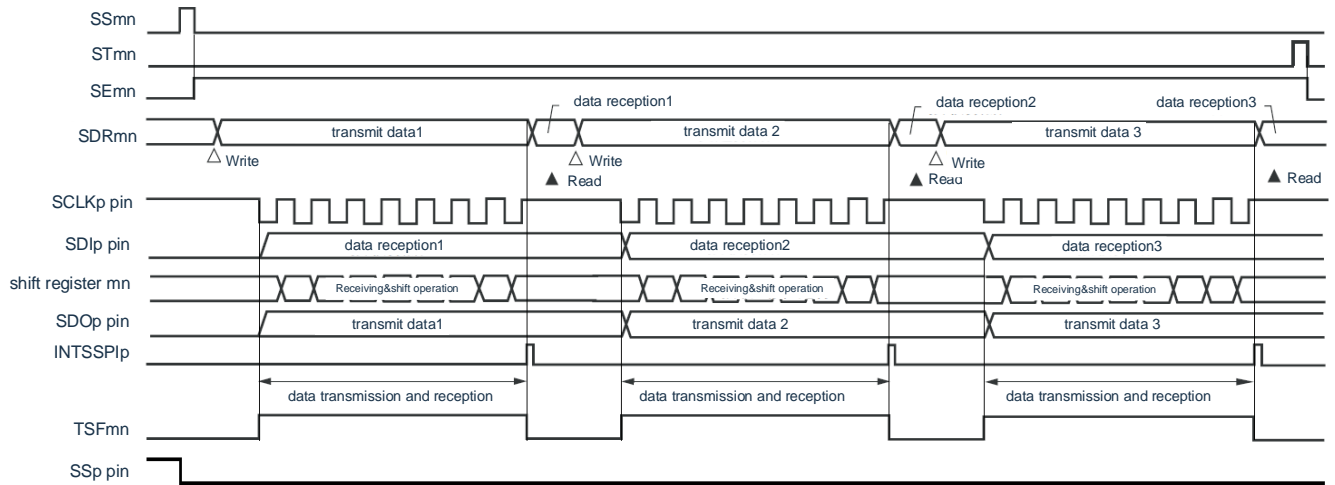 SSmn
STmn
SEmn
data reception1
data reception2
data reception3
SDRmn
transmit data1
transmit data 2
transmit data 3
Write
Write
Write
Read
Read
Read
SCLKp pin
SDIp pin
data reception1
data reception2
data reception3
shift register mn
Receiving&shift operation
Receiving&shift operation
Receiving&shift operation
SDOp pin
transmit data1
transmit data 2
transmit data 3
INTSSPIp
data transmission and reception
data transmission and reception
data transmission and reception
TSFmn
SSp pin